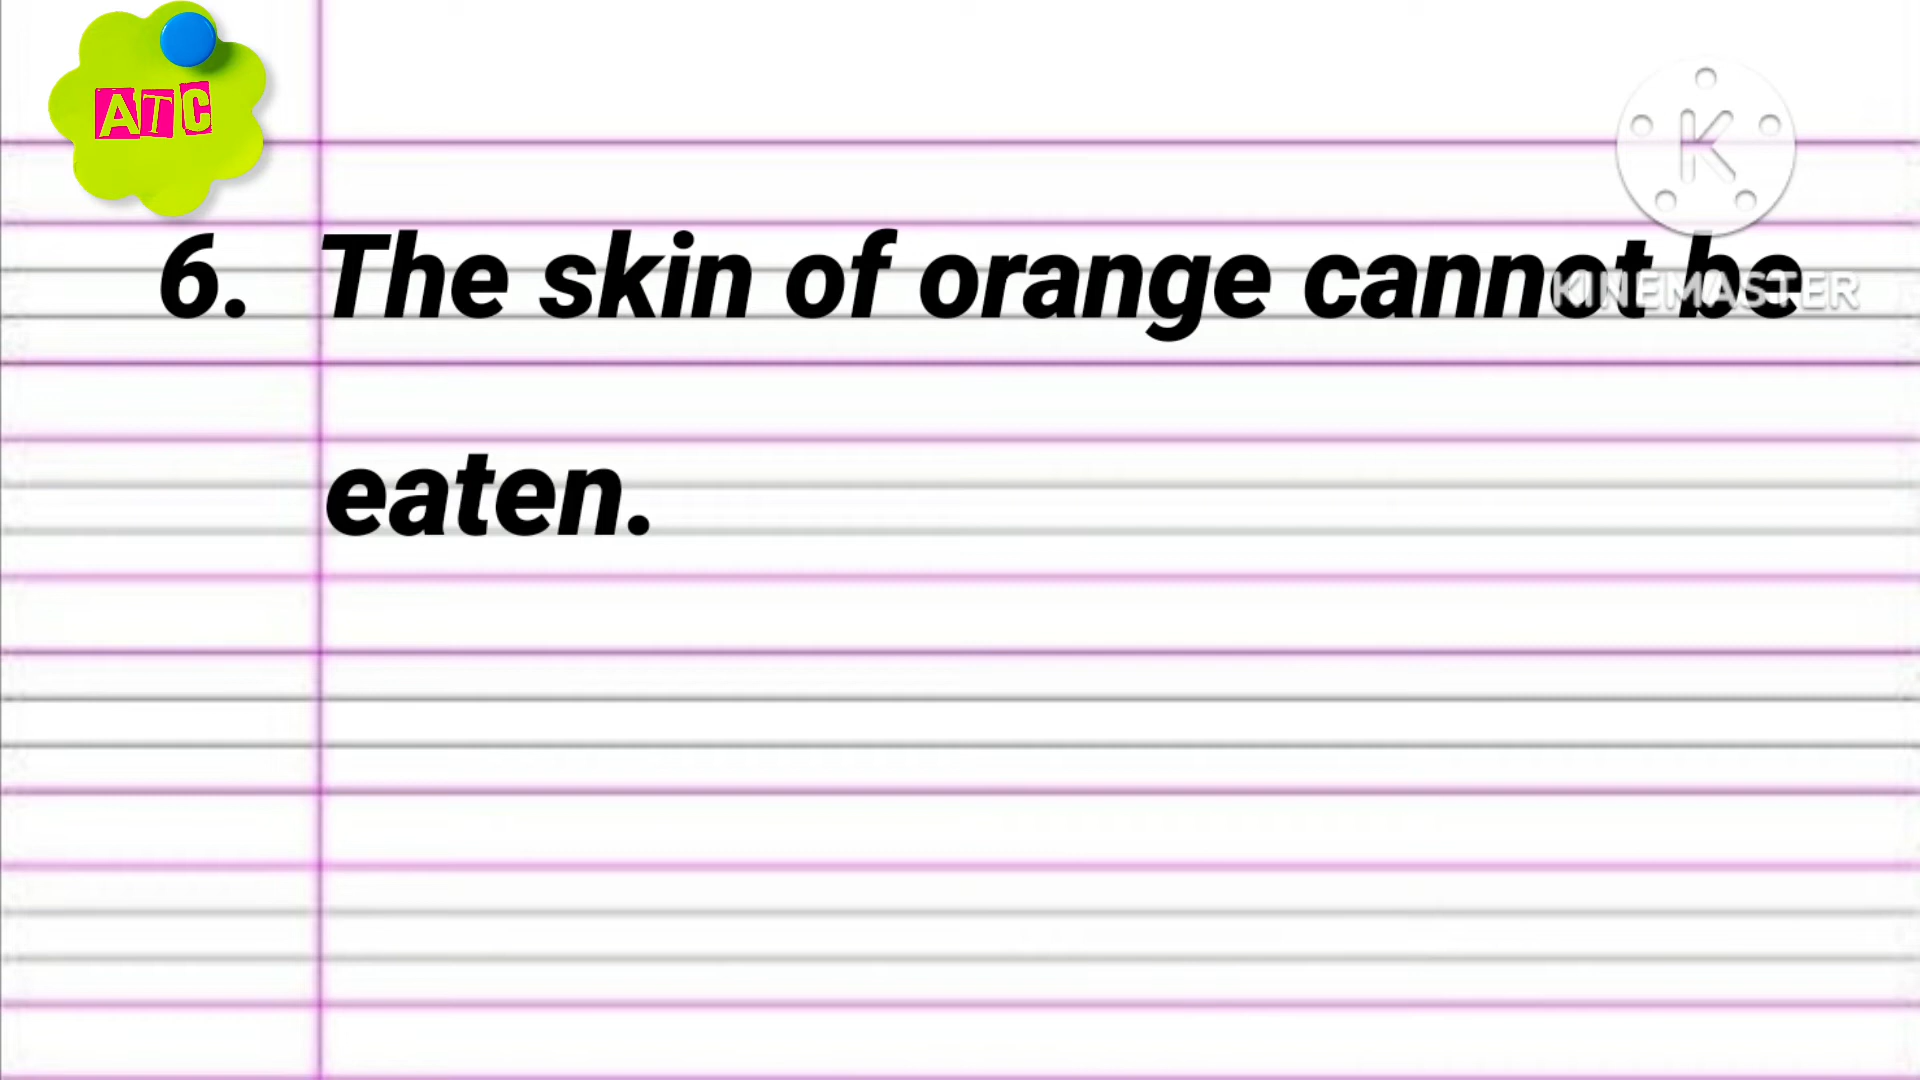 ATC
6. The skin of orange cannot be
KINEMASTER
eaten.